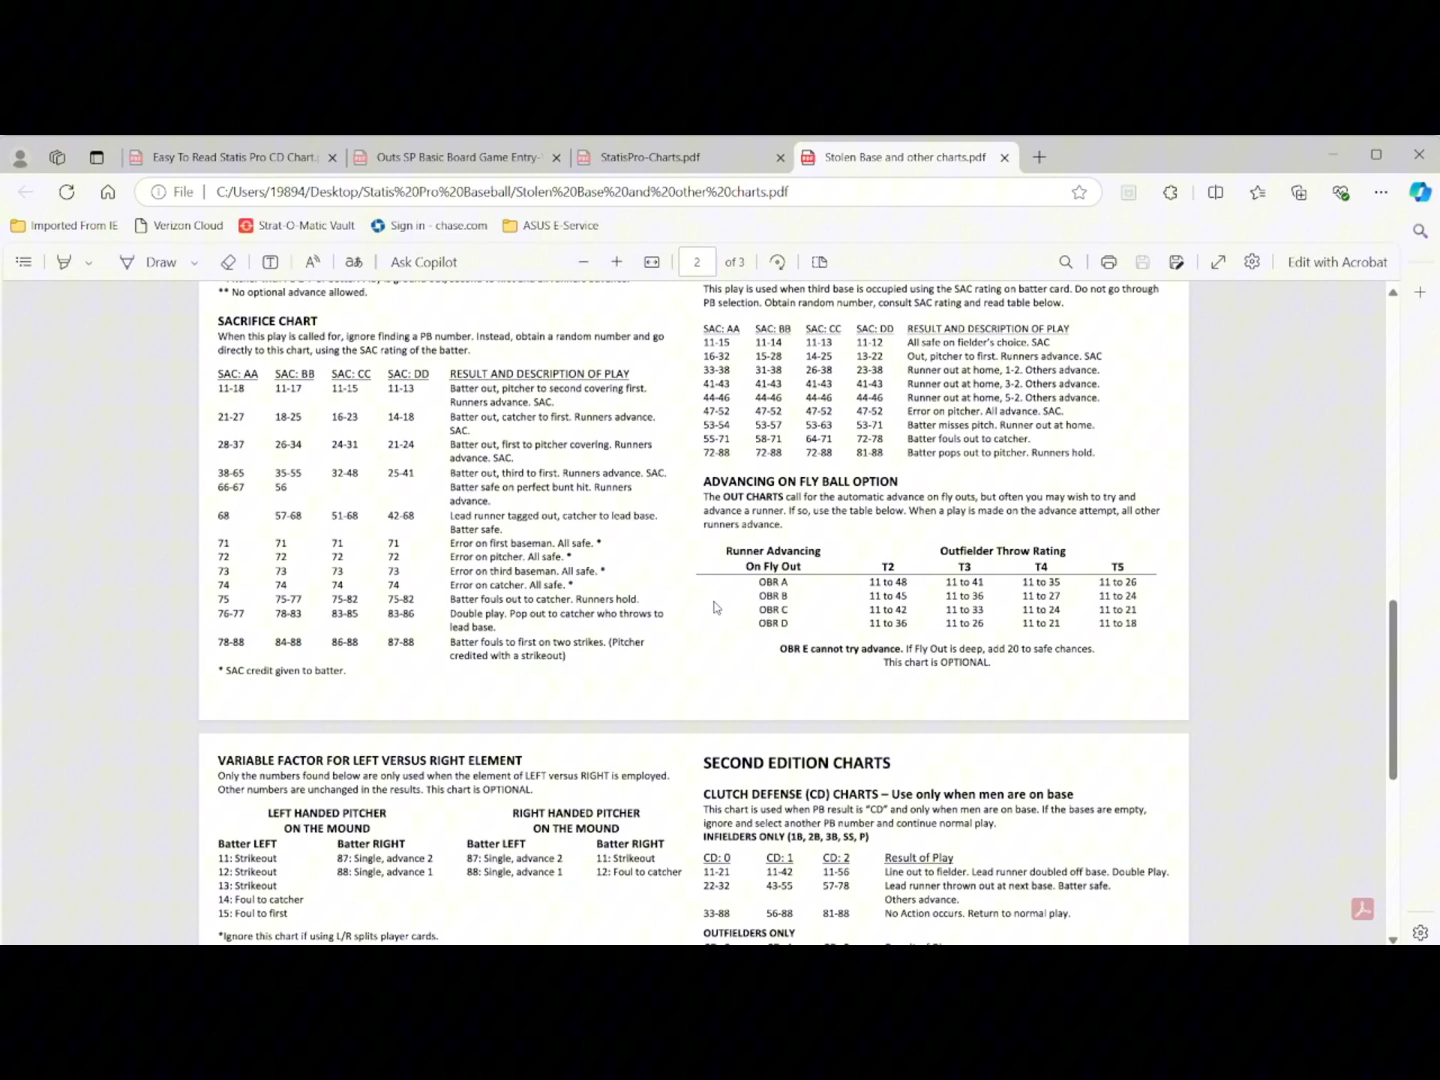 Easy To Read Statis Pro CD Chart.
Outs SP Basic Board Game Entry-
StatisPro-Charts.pdf
Stolen Base and other charts.pdf
File
C:/Users/19894/Desktop/Statis%20Pro%20Baseball/Stolen%20Base%20and%20other%20charts.pdf
Imported From IE
Verizon Cloud
Strat-O-Matic Vault
Sign in - chase.com
ASUS E-Service
Draw
Ask Copilot
2 of 3
Edit with Acrobat
** No optional advance allowed.
SACRIFICE CHART
When this play is called for, ignore finding a PB number. Instead, obtain a random number and go
directly to this chart, using the SAC rating of the batter.
SAC: AA SAC: BB SAC: CC SAC: DD RESULT AND DESCRIPTION OF PLAY
11-18 11-17 11-15 11-13 Batter out, pitcher to second covering first.
Runners advance. SAC.
21-27 18-25 16-23 14-18 Batter out, catcher to first. Runners advance.
SAC.
28-37 26-34 24-31 21-24 Batter out, first to pitcher covering. Runners
advance. SAC.
38-65 35-55 32-48 25-41 Batter out, third to first. Runners advance. SAC.
66-67 56 Batter safe on perfect bunt hit. Runners
advance.
68 57-68 51-68 42-68 Lead runner tagged out, catcher to lead base.
Batter safe.
71 71 71 71 Error on first baseman. All safe. *
72 72 72 72 Error on pitcher. All safe. *
73 73 73 73 Error on third baseman. All safe. *
74 74 74 74 Error on catcher. All safe. *
75 75-77 75-82 75-82 Batter fouls out to catcher. Runners hold.
76-77 78-83 83-85 83-86 Double play. Pop out to catcher who throws to
lead base.
78-88 84-88 86-88 87-88 Batter fouls to first on two strikes. (Pitcher
credited with a strikeout)
* SAC credit given to batter.
This play is used when third base is occupied using the SAC rating on batter card. Do not go through
PB selection. Obtain random number, consult SAC rating and read table below.
SAC: AA SAC: BB SAC: CC SAC: DD RESULT AND DESCRIPTION OF PLAY
11-15 11-14 11-13 11-12 All safe on fielder's choice. SAC
16-32 15-28 14-25 13-22 Out, pitcher to first. Runners advance. SAC
33-38 31-38 26-38 23-38 Runner out at home, 1-2. Others advance.
41-43 41-43 41-43 41-43 Runner out at home, 3-2. Others advance.
44-46 44-46 44-46 44-46 Runner out at home, 5-2. Others advance.
47-52 47-52 47-52 47-52 Error on pitcher. All advance. SAC.
53-54 53-57 53-63 53-71 Batter misses pitch. Runner out at home.
55-71 58-71 64-71 72-78 Batter fouls out to catcher.
72-88 72-88 72-88 81-88 Batter pops out to pitcher. Runners hold.
ADVANCING ON FLY BALL OPTION
The OUT CHARTS call for the automatic advance on fly outs, but often you may wish to try and
advance a runner. If so, use the table below. When a play is made on the advance attempt, all other
runners advance.
Runner Advancing Outfielder Throw Rating
On Fly Out T2 T3 T4 T5
OBR A 11 to 48 11 to 41 11 to 35 11 to 26
OBR B 11 to 45 11 to 36 11 to 27 11 to 24
OBR C 11 to 42 11 to 33 11 to 24 11 to 21
OBR D 11 to 36 11 to 26 11 to 21 11 to 18
OBR E cannot try advance. If Fly Out is deep, add 20 to safe chances.
This chart is OPTIONAL.
VARIABLE FACTOR FOR LEFT VERSUS RIGHT ELEMENT
Only the numbers found below are only used when the element of LEFT versus RIGHT is employed.
Other numbers are unchanged in the results. This chart is OPTIONAL.
LEFT HANDED PITCHER RIGHT HANDED PITCHER
ON THE MOUND ON THE MOUND
Batter LEFT Batter RIGHT Batter LEFT Batter RIGHT
11: Strikeout 87: Single, advance 2 87: Single, advance 2 11: Strikeout
12: Strikeout 88: Single, advance 1 88: Single, advance 1 12: Foul to catcher
13: Strikeout
14: Foul to catcher
15: Foul to first
*Ignore this chart if using L/R splits player cards.
SECOND EDITION CHARTS
CLUTCH DEFENSE (CD) CHARTS – Use only when men are on base
This chart is used when PB result is "CD" and only when men are on base. If the bases are empty,
ignore and select another PB number and continue normal play.
INFIELDERS ONLY (1B, 2B, 3B, SS, P)
CD: 0 CD: 1 CD: 2 Result of Play
11-21 11-42 11-56 Line out to fielder. Lead runner doubled off base. Double Play.
22-32 43-55 57-78 Lead runner thrown out at next base. Batter safe.
Others advance.
33-88 56-88 81-88 No Action occurs. Return to normal play.
OUTFIELDERS ONLY